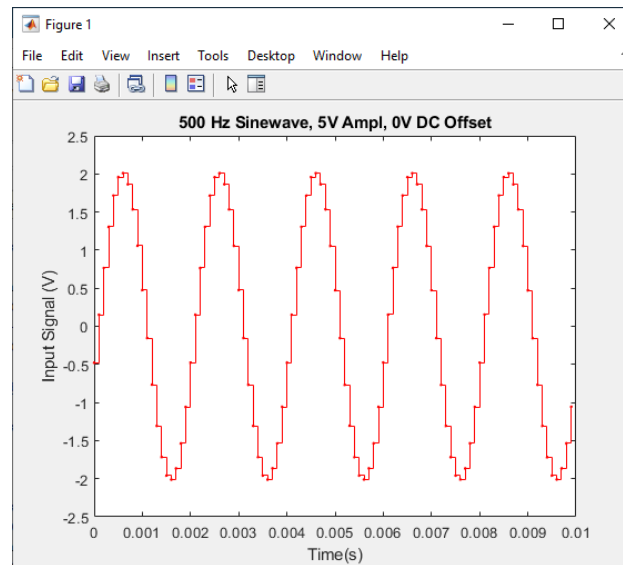 Figure 1
File Edit View Insert Tools Desktop Window Help
500 Hz Sinewave, 5V Ampl, 0V DC Offset
2.5
2
1.5
1
0.5
0
-0.5
-1
-1.5
-2
-2.5
Input Signal (V)
0 0.001 0.002 0.003 0.004 0.005 0.006 0.007 0.008 0.009 0.01
Time(s)